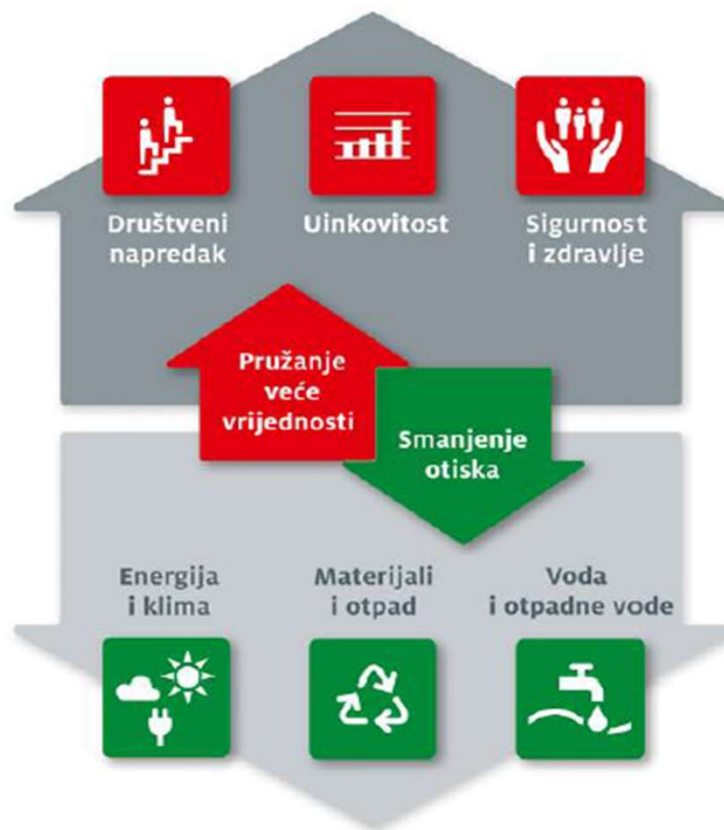 Društveni
napredak
Uinkovitost
Sigurnost
i zdravlje
Pružanje
veće
vrijednosti
Smanjenje
otiska
Energija
i klima
Materijali
i otpad
Voda
i otpadne vode